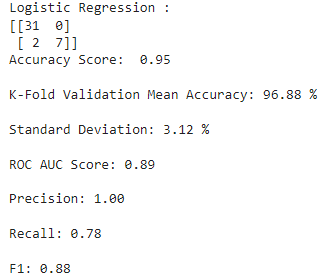 Logistic Regression :
[[31  0]
 [ 2  7]]
Accuracy Score:  0.95
K-Fold Validation Mean Accuracy: 96.88 %
Standard Deviation: 3.12 %
ROC AUC Score: 0.89
Precision: 1.00
Recall: 0.78
F1: 0.88